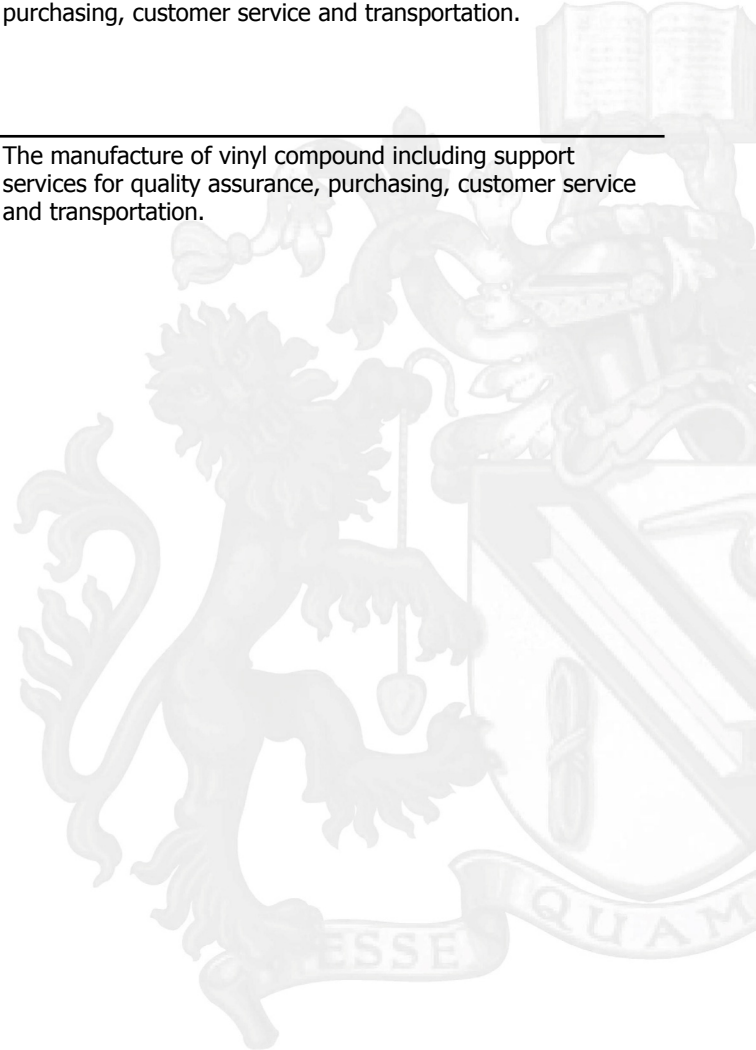 purchasing, customer service and transportation.
The manufacture of vinyl compound including support
services for quality assurance, purchasing, customer service
and transportation.
ESSE
QUAM